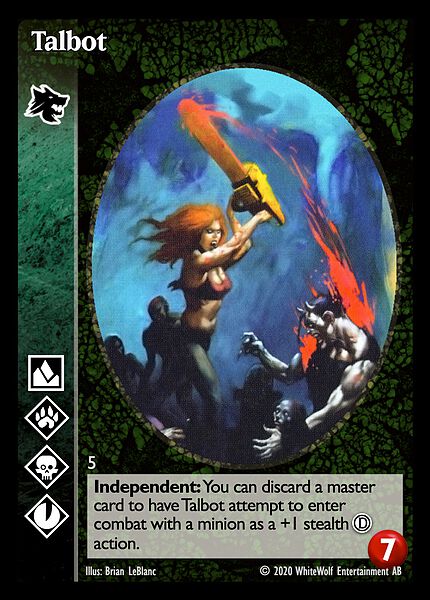 Talbot
5
Independent: You can discard a master
card to have Talbot attempt to enter
combat with a minion as a +1 stealth Ⓓ
action.
7
Illus: Brian LeBlanc
© 2020 WhiteWolf Entertainment AB